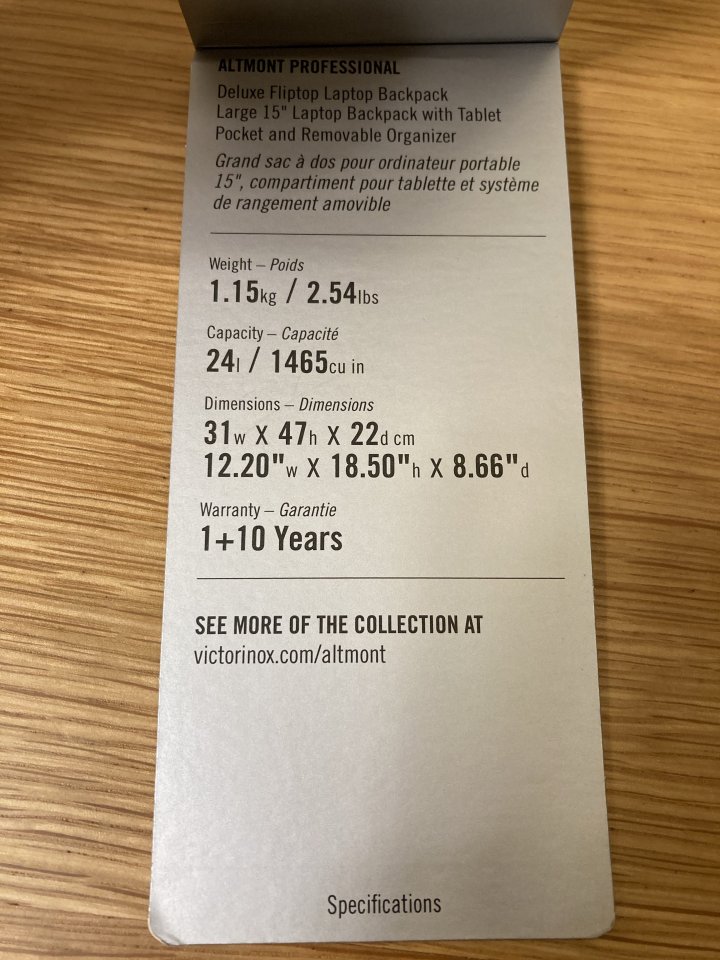 ALTMONT PROFESSIONAL
Deluxe Fliptop Laptop Backpack
Large 15" Laptop Backpack with Tablet
Pocket and Removable Organizer
Grand sac à dos pour ordinateur portable
15", compartiment pour tablette et système
de rangement amovible
Weight – Poids
1.15kg / 2.54lbs
Capacity – Capacité
24l / 1465cu in
Dimensions – Dimensions
31w X 47h X 22d cm
12.20"w X 18.50"h X 8.66"d
Warranty – Garantie
1+10 Years
SEE MORE OF THE COLLECTION AT
victorinox.com/altmont
Specifications